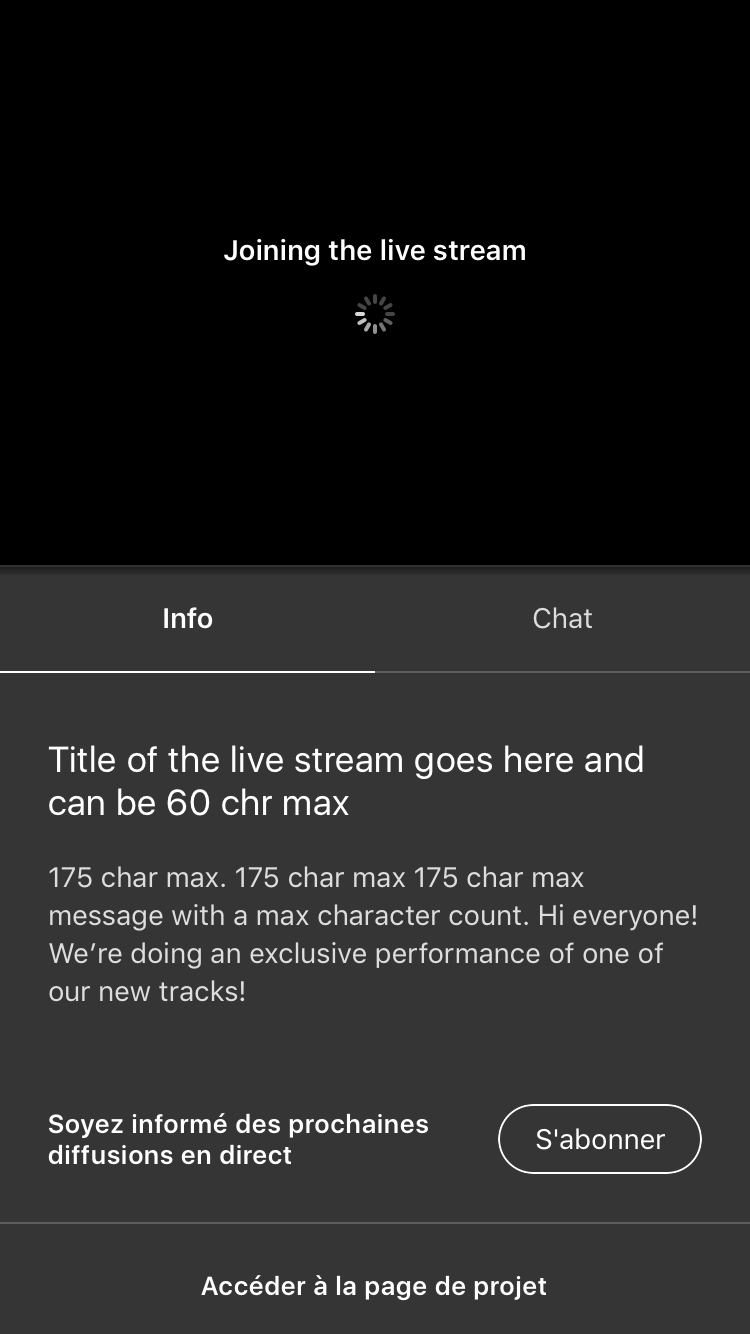 Joining the live stream
Info
Chat
Title of the live stream goes here and
can be 60 chr max
175 char max. 175 char max 175 char max
message with a max character count. Hi everyone!
We’re doing an exclusive performance of one of
our new tracks!
Soyez informé des prochaines
diffusions en direct
S'abonner
Accéder à la page de projet